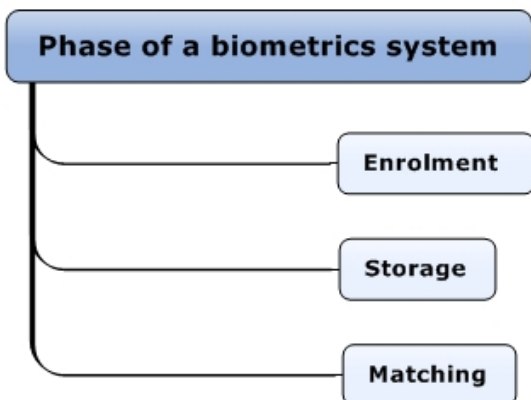 Phase of a biometrics system
Enrolment
Storage
Matching